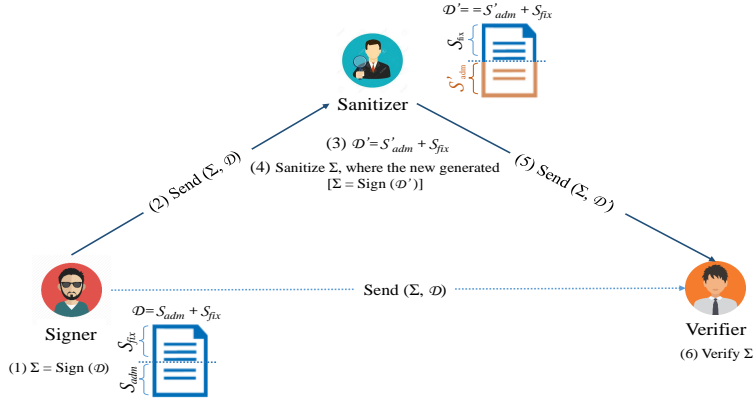 𝒟'= =S'adm + Sfix
Sfix
S'adm
Sanitizer
(3) 𝒟'=S'adm + Sfix
(4) Sanitize Σ, where the new generated
[Σ = Sign (𝒟')]
(2) Send (Σ, 𝒟)
(5) Send (Σ, 𝒟')
Send (Σ, 𝒟)
Signer
Verifier
𝒟=Sadm + Sfix
Sfix
Sadm
(1) Σ = Sign (𝒟)
(6) Verify Σ